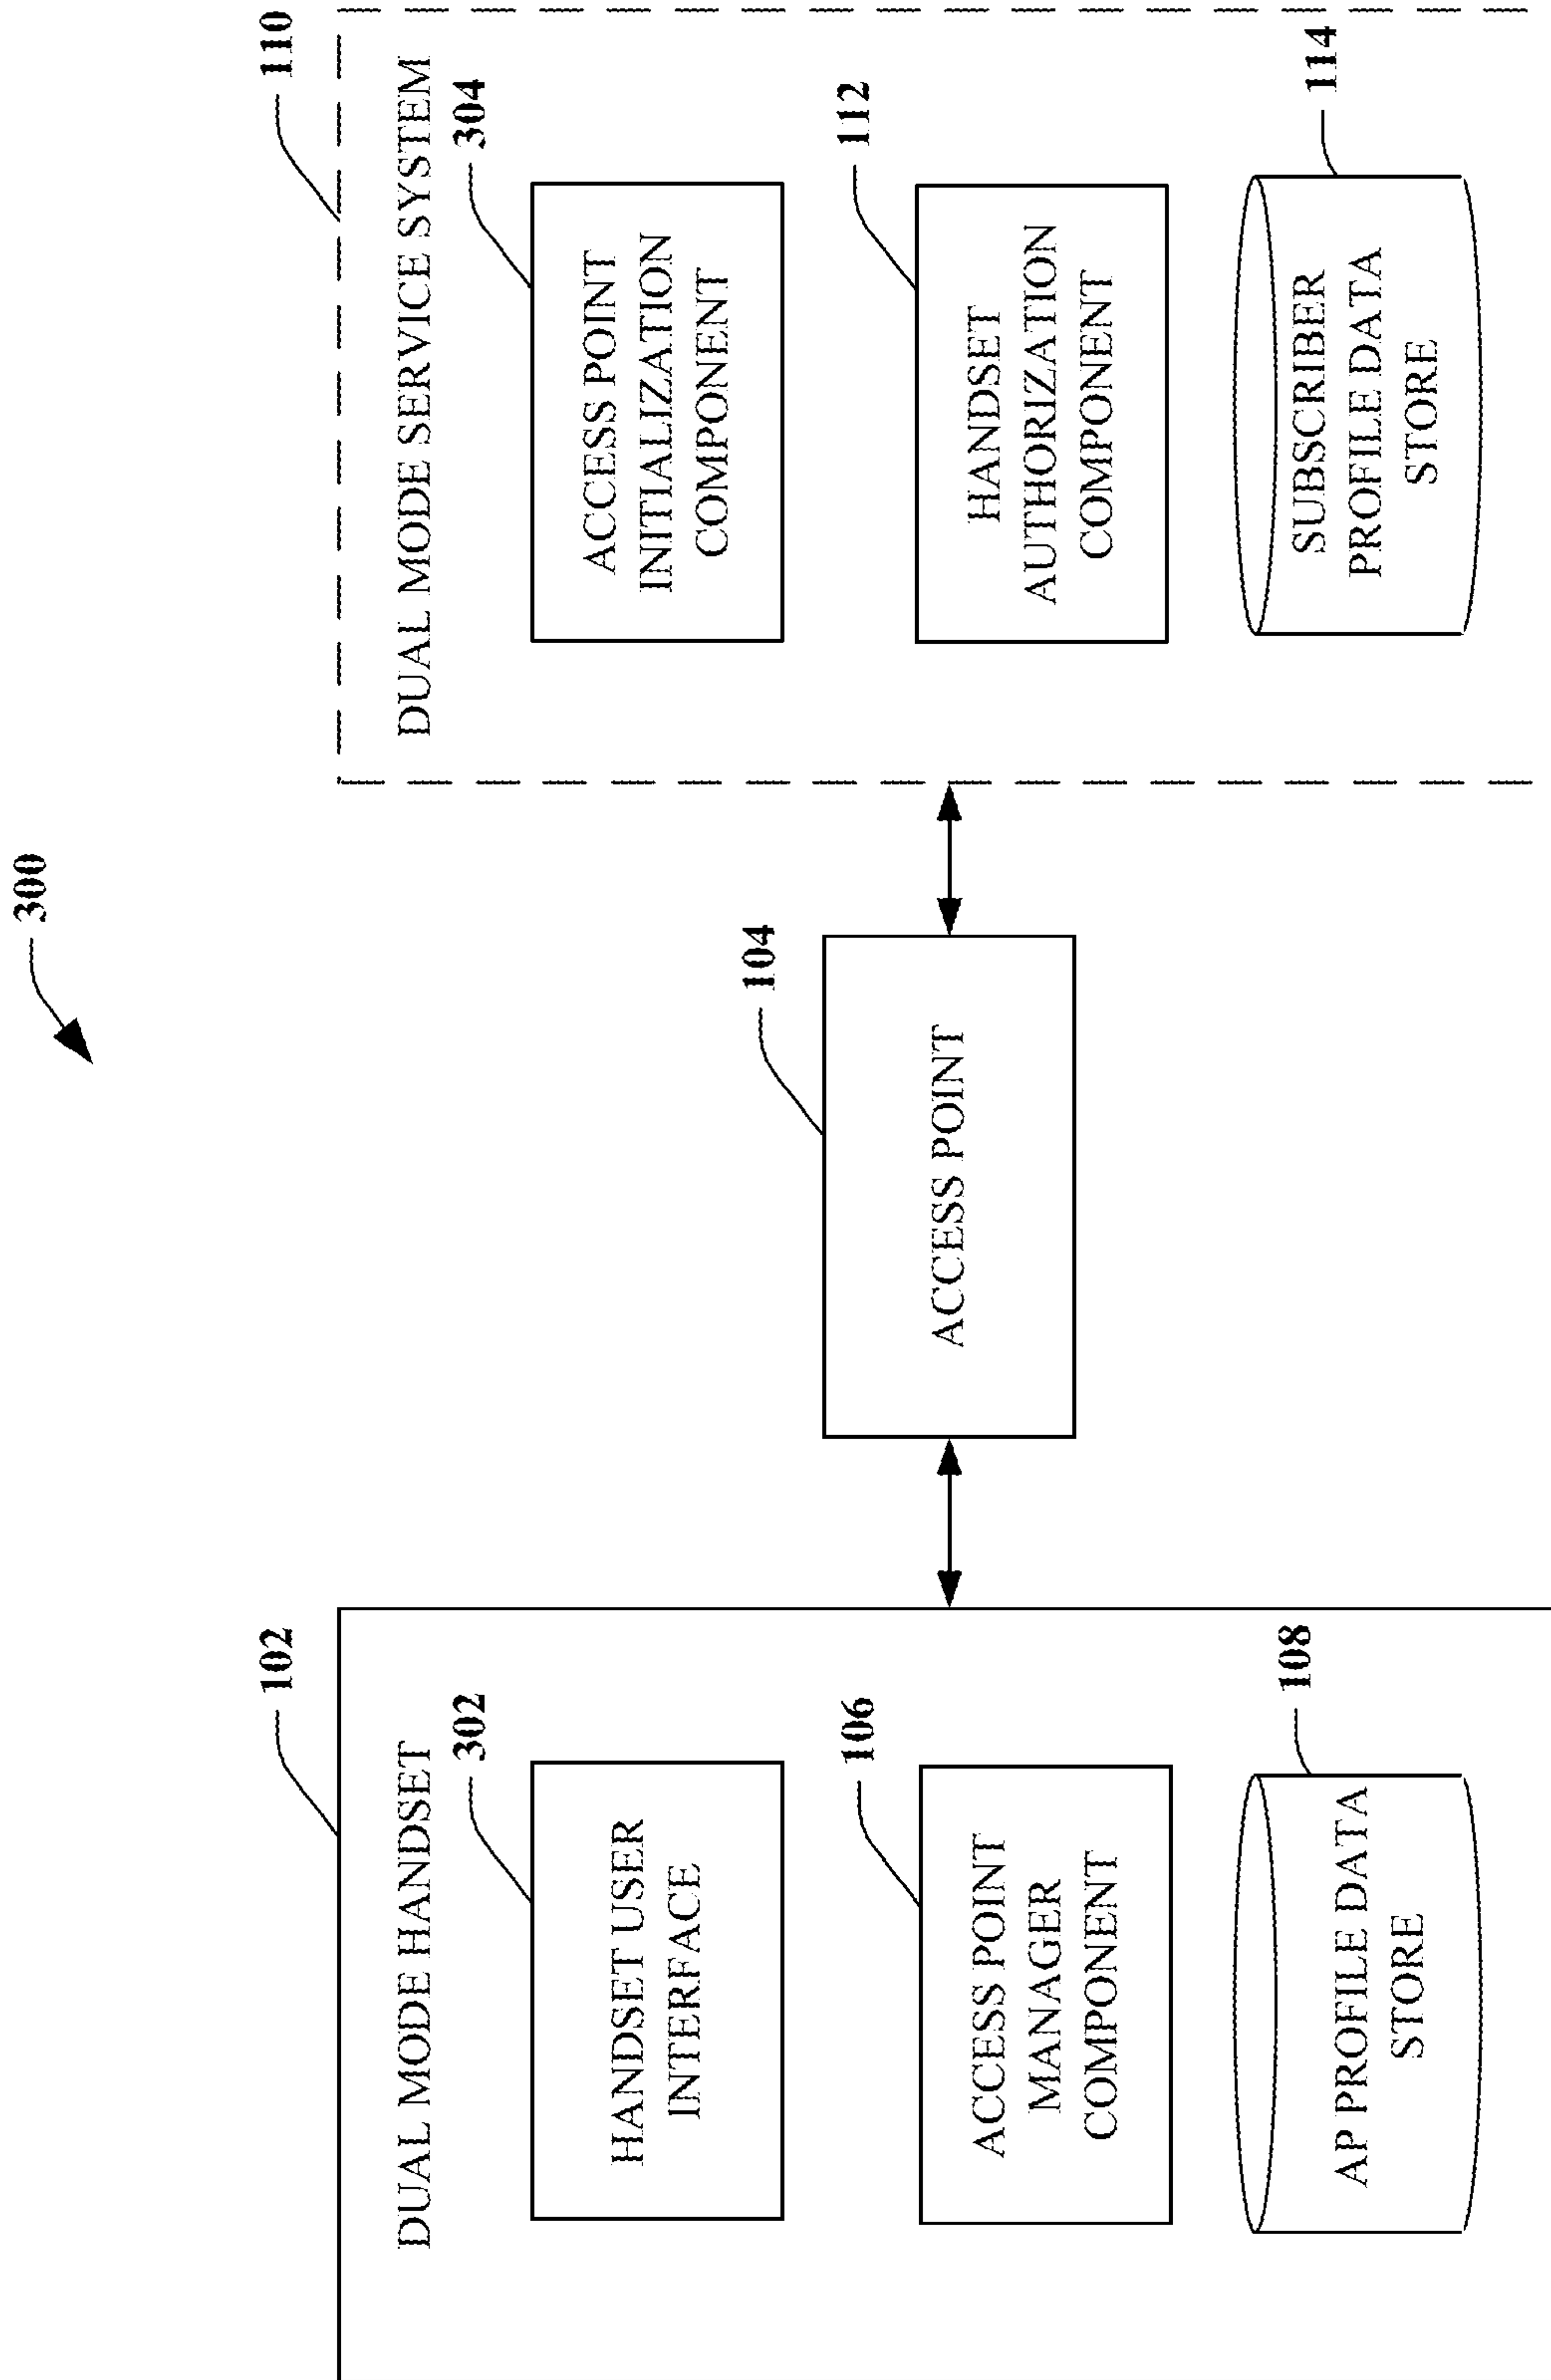 300
102
DUAL MODE HANDSET
302
HANDSET USER
INTERFACE
106
ACCESS POINT
MANAGER
COMPONENT
108
AP PROFILE DATA
STORE
104
ACCESS POINT
110
DUAL MODE SERVICE SYSTEM
304
ACCESS POINT
INITIALIZATION
COMPONENT
112
HANDSET
AUTHORIZATION
COMPONENT
114
SUBSCRIBER
PROFILE DATA
STORE